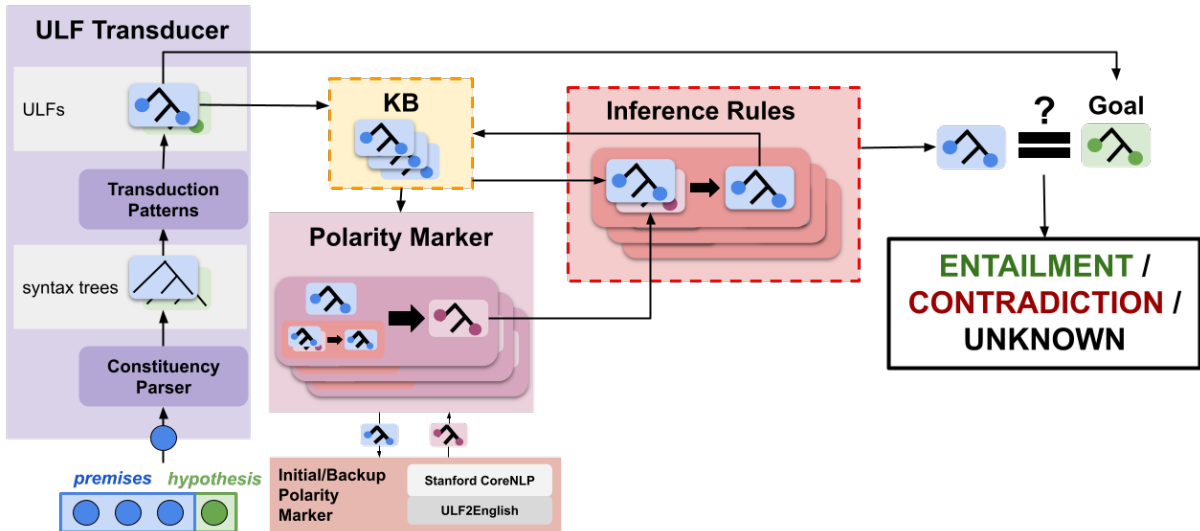 ULF Transducer
ULFs
Transduction
Patterns
syntax trees
Constituency
Parser
premises hypothesis
KB
Polarity Marker
Initial/Backup
Polarity
Marker
Stanford CoreNLP
ULF2English
Inference Rules
?
Goal
ENTAILMENT /
CONTRADICTION /
UNKNOWN